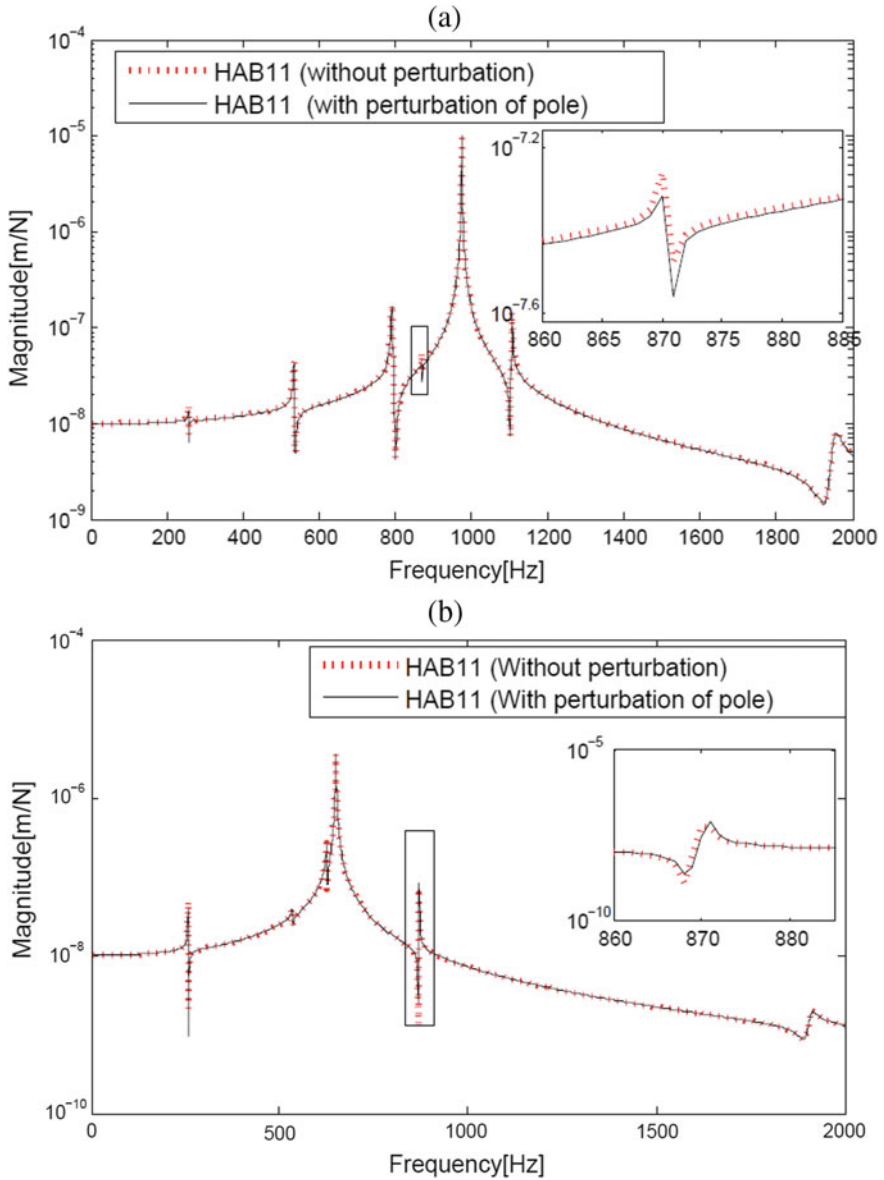 (a)
10⁻⁴
HAB11 (without perturbation)
HAB11 (with perturbation of pole)
10⁻⁵
10⁻⁶
10⁻⁷
10⁻⁸
10⁻⁹
Magnitude[m/N]
10⁻⁷·²
10⁻⁷·⁶
860 865 870 875 880 885
0 200 400 600 800 1000 1200 1400 1600 1800 2000
Frequency[Hz]
(b)
10⁻⁴
HAB11 (Without perturbation)
HAB11 (With perturbation of pole)
10⁻⁶
10⁻⁸
10⁻¹⁰
Magnitude[m/N]
10⁻⁵
10⁻¹⁰
860 870 880
0 500 1000 1500 2000
Frequency[Hz]